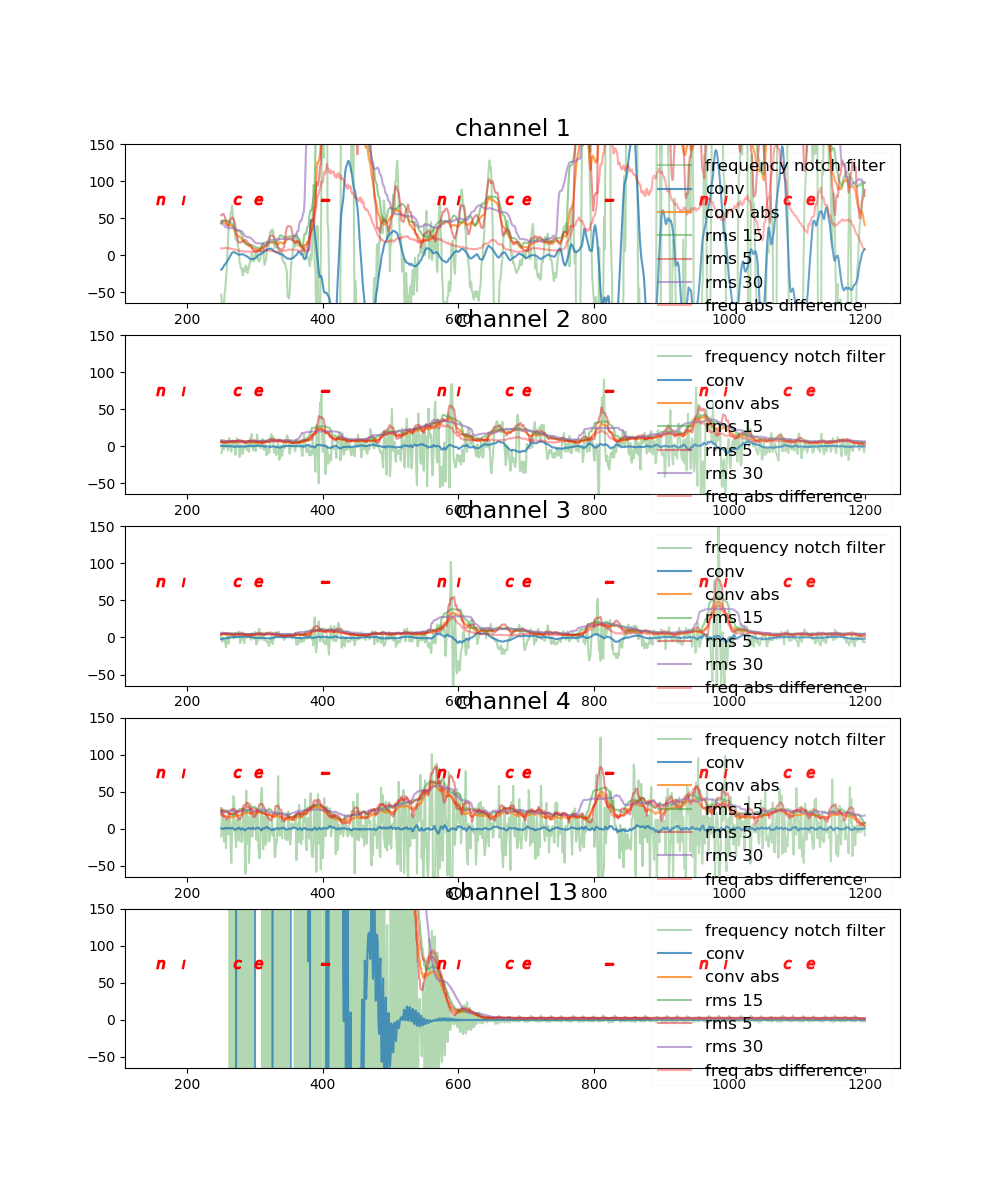 channel 1
150
100
50
0
−50
n ı c e - n ı c e - n ı c e
frequency notch filter
conv
conv abs
rms 15
rms 5
rms 30
freq abs difference
200 400 600 800 1000 1200
channel 2
150
100
50
0
−50
n ı c e - n ı c e - n ı c e
frequency notch filter
conv
conv abs
rms 15
rms 5
rms 30
freq abs difference
200 400 600 800 1000 1200
channel 3
150
100
50
0
−50
n ı c e - n ı c e - n ı c e
frequency notch filter
conv
conv abs
rms 15
rms 5
rms 30
freq abs difference
200 400 600 800 1000 1200
channel 4
150
100
50
0
−50
n ı c e - n ı c e - n ı c e
frequency notch filter
conv
conv abs
rms 15
rms 5
rms 30
freq abs difference
200 400 600 800 1000 1200
channel 13
150
100
50
0
−50
n ı c e - n ı c e - n ı c e
frequency notch filter
conv
conv abs
rms 15
rms 5
rms 30
freq abs difference
200 400 600 800 1000 1200